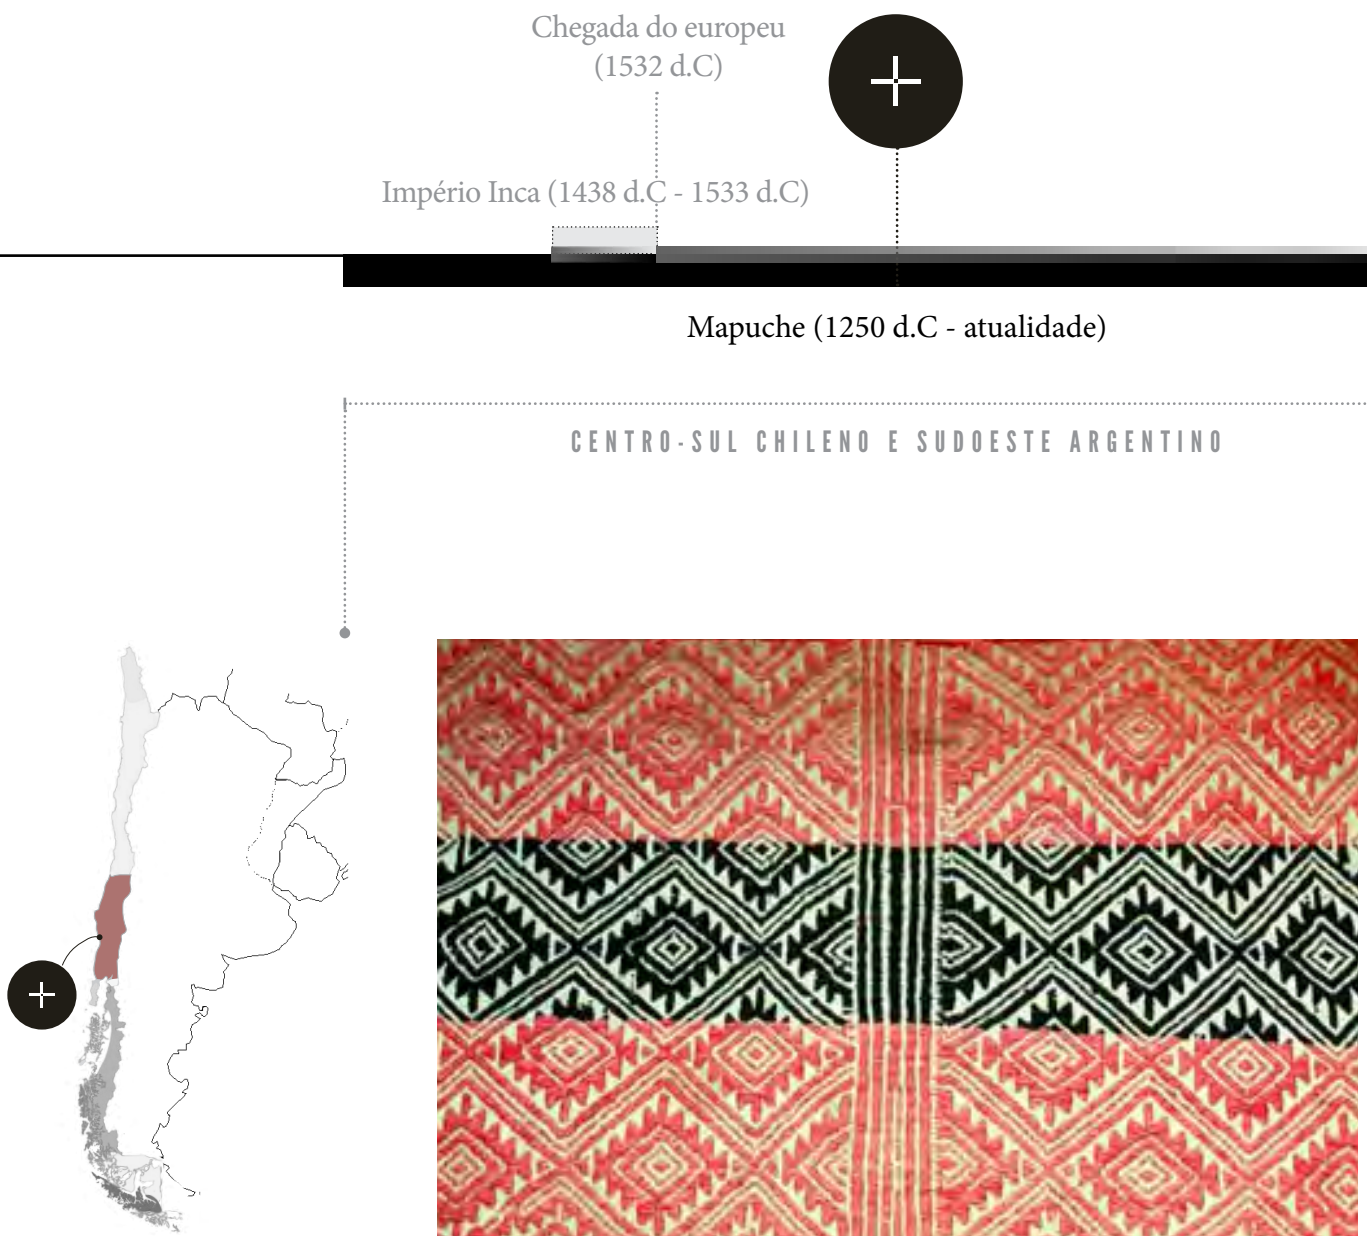 Chegada do europeu
(1532 d.C)
Império Inca (1438 d.C - 1533 d.C)
Mapuche (1250 d.C - atualidade)
CENTRO-SUL CHILENO E SUDOESTE ARGENTINO